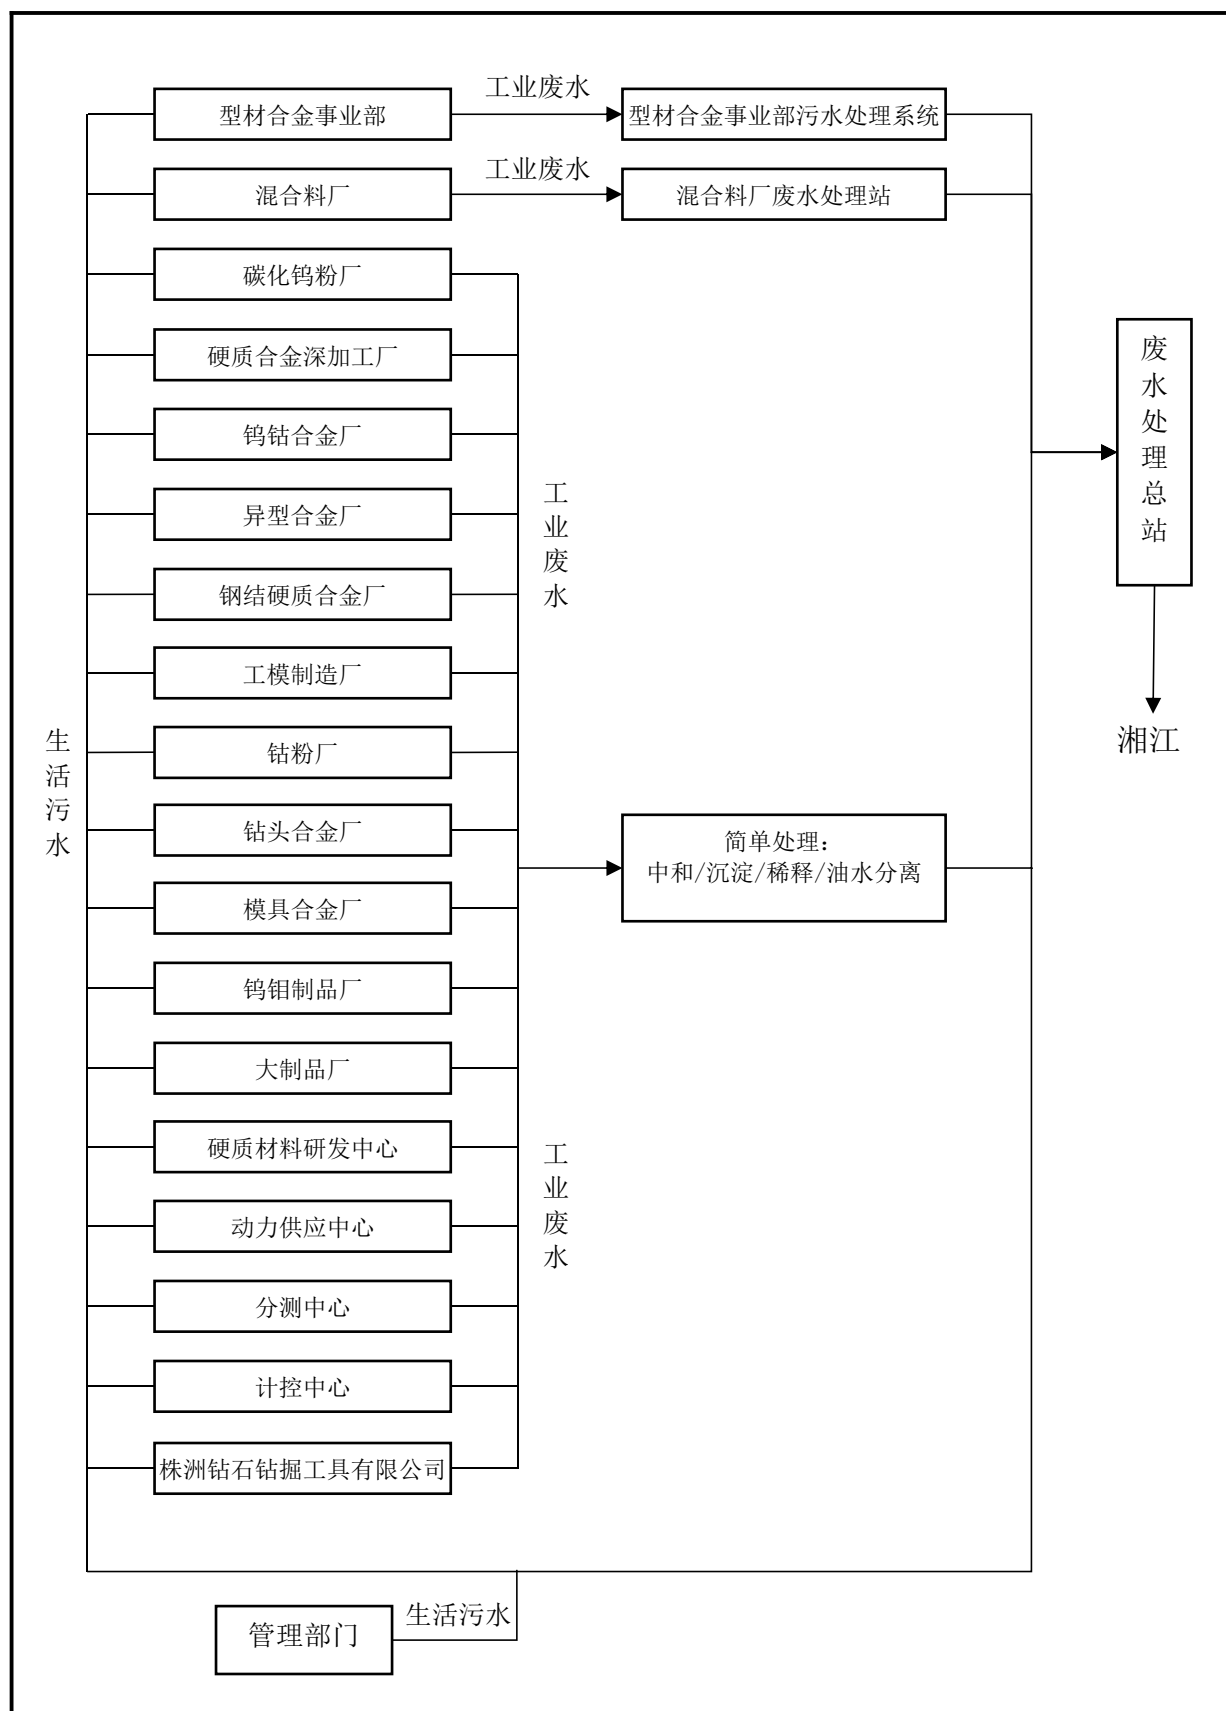 工业废水
型材合金事业部
型材合金事业部污水处理系统
工业废水
混合料厂
混合料厂废水处理站
碳化钨粉厂
硬质合金深加工厂
钨钴合金厂
异型合金厂
钢结硬质合金厂
工模制造厂
钴粉厂
钻头合金厂
模具合金厂
钨钼制品厂
大制品厂
硬质材料研发中心
动力供应中心
分测中心
计控中心
株洲钻石钻掘工具有限公司
生活污水
工业废水
工业废水
简单处理：
中和/沉淀/稀释/油水分离
废水处理总站
湘江
生活污水
管理部门